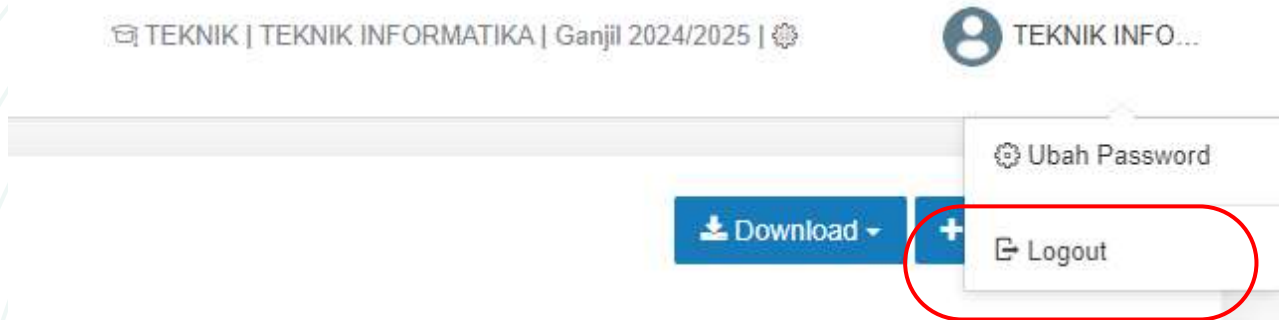 TEKNIK | TEKNIK INFORMATIKA | Ganjil 2024/2025 |
TEKNIK INFO...
Ubah Password
Download
+
Logout